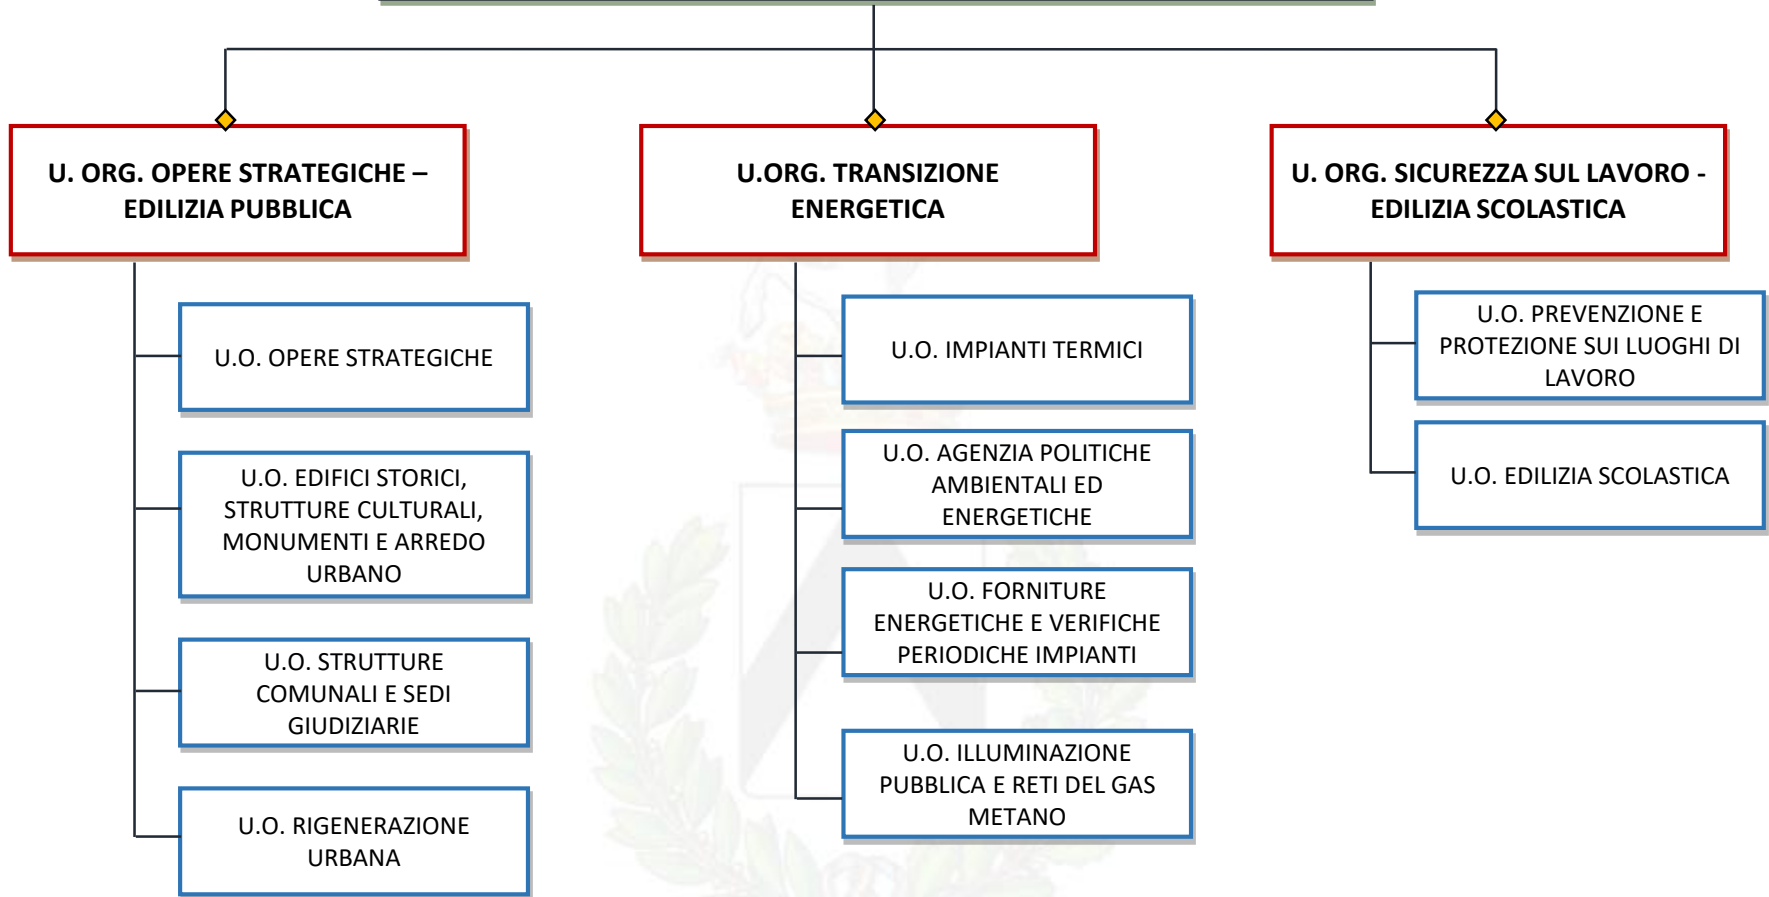 U. ORG. OPERE STRATEGICHE –
EDILIZIA PUBBLICA
U.O. OPERE STRATEGICHE
U.O. EDIFICI STORICI,
STRUTTURE CULTURALI,
MONUMENTI E ARREDO
URBANO
U.O. STRUTTURE
COMUNALI E SEDI
GIUDIZIARIE
U.O. RIGENERAZIONE
URBANA
U.ORG. TRANSIZIONE
ENERGETICA
U.O. IMPIANTI TERMICI
U.O. AGENZIA POLITICHE
AMBIENTALI ED
ENERGETICHE
U.O. FORNITURE
ENERGETICHE E VERIFICHE
PERIODICHE IMPIANTI
U.O. ILLUMINAZIONE
PUBBLICA E RETI DEL GAS
METANO
U. ORG. SICUREZZA SUL LAVORO -
EDILIZIA SCOLASTICA
U.O. PREVENZIONE E
PROTEZIONE SUI LUOGHI DI
LAVORO
U.O. EDILIZIA SCOLASTICA